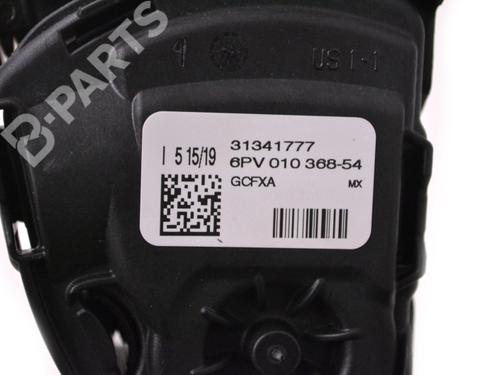 B-PARTS
US 1-1
I 5 15/19
31341777
6PV 010 368-54
GCFXA MX